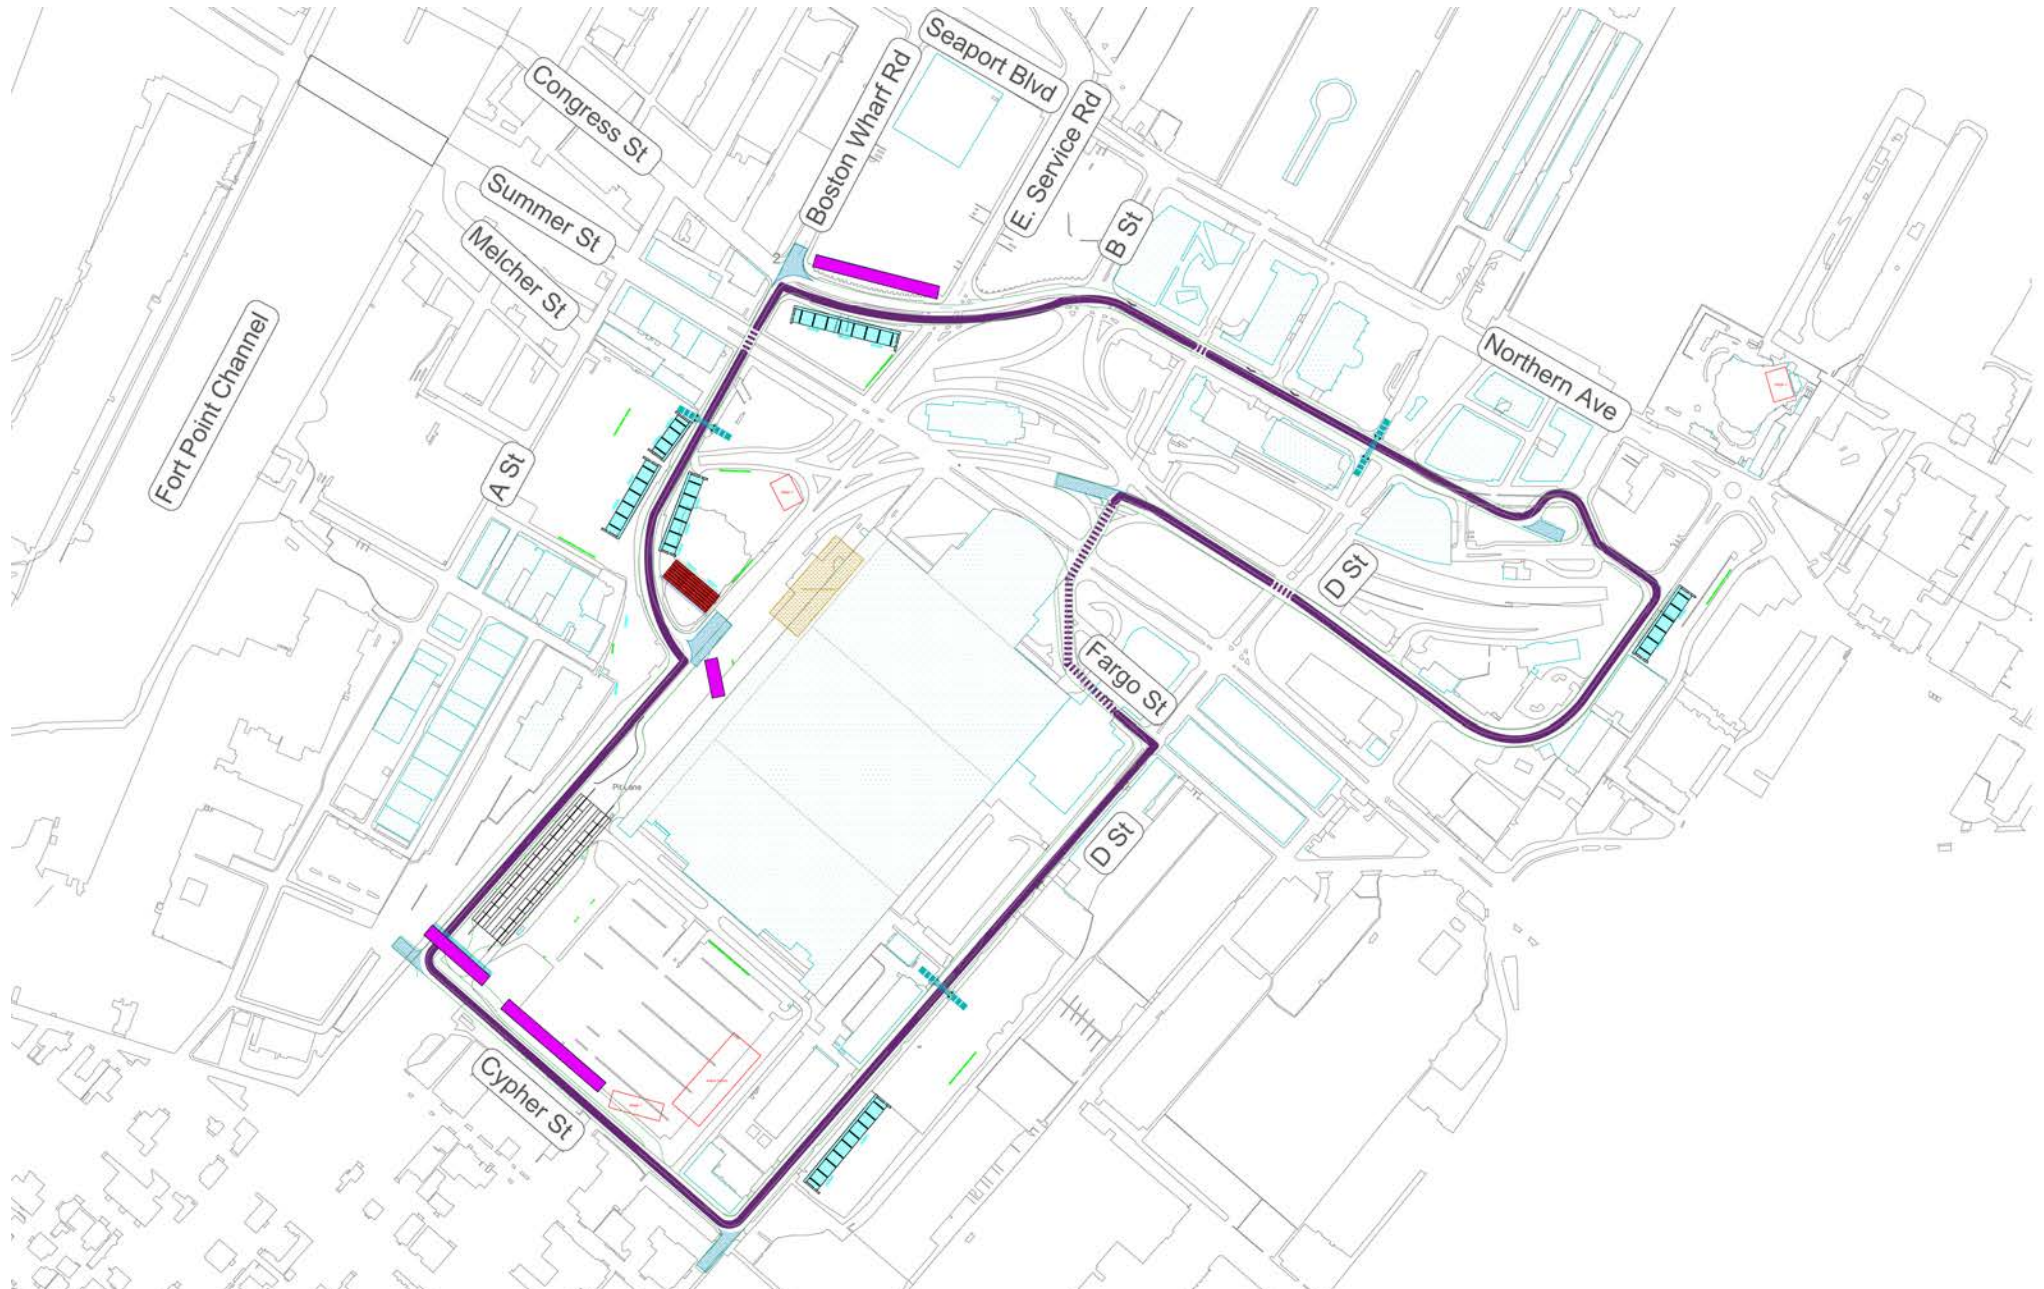 Seaport Blvd
Congress St
Boston Wharf Rd
E. Service Rd
Summer St
B St
Melcher St
2
Northern Ave
Fort Point Channel
A St
D St
Fargo St
Pit Lane
D St
Cypher St